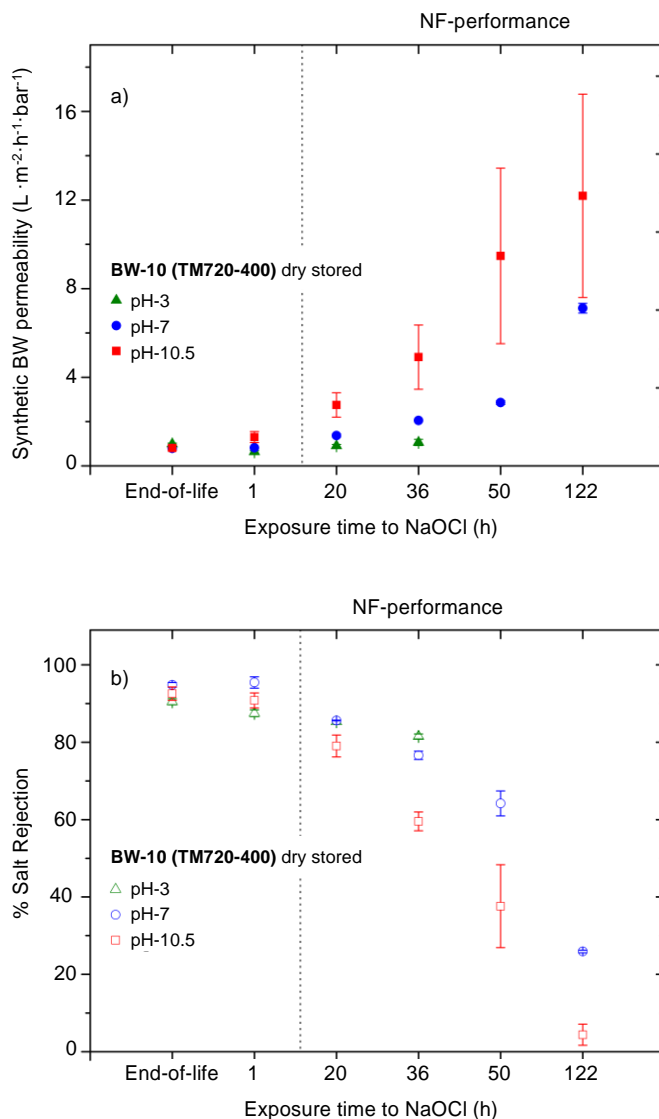 NF-performance
a)
16
12
8
4
0
Synthetic BW permeability (L ·m⁻²·h⁻¹·bar⁻¹)
BW-10 (TM720-400) dry stored
pH-3
pH-7
pH-10.5
End-of-life 1 20 36 50 122
Exposure time to NaOCl (h)
NF-performance
b)
100
80
60
40
20
0
% Salt Rejection
BW-10 (TM720-400) dry stored
pH-3
pH-7
pH-10.5
End-of-life 1 20 36 50 122
Exposure time to NaOCl (h)